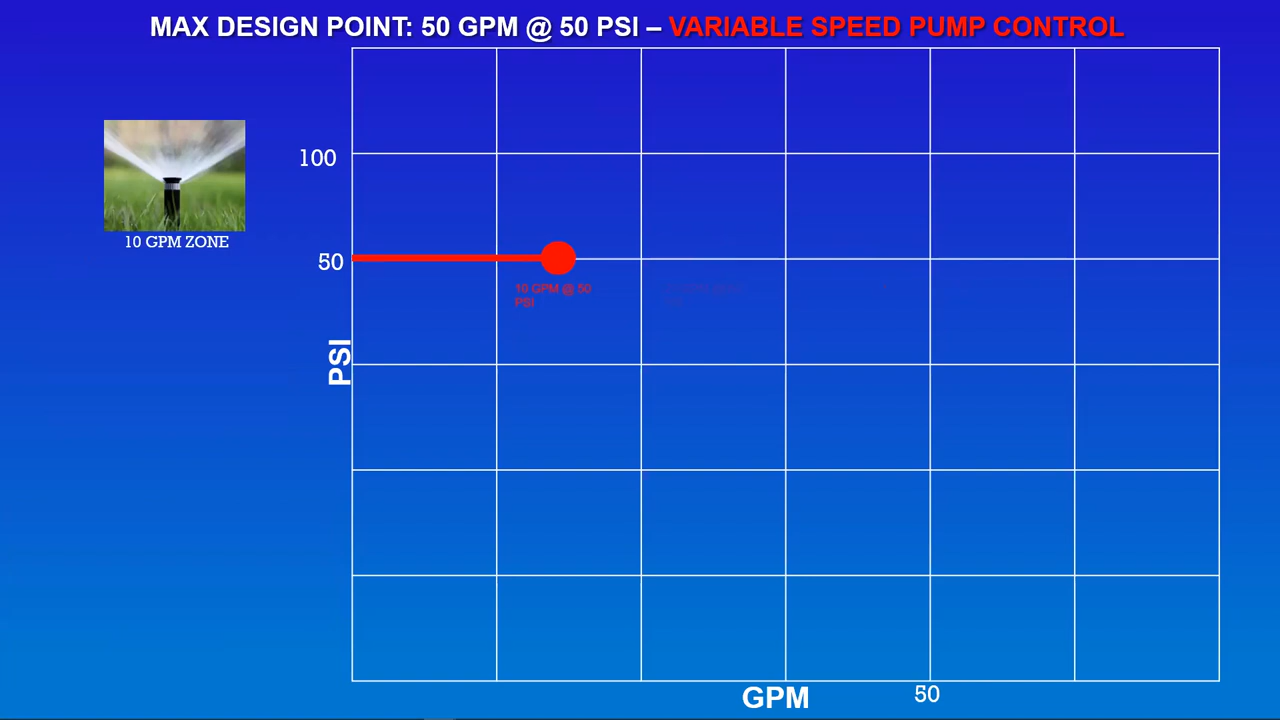 MAX DESIGN POINT: 50 GPM @ 50 PSI – VARIABLE SPEED PUMP CONTROL
100
10 GPM ZONE
50
10 GPM @ 50
PSI
PSI
GPM
50